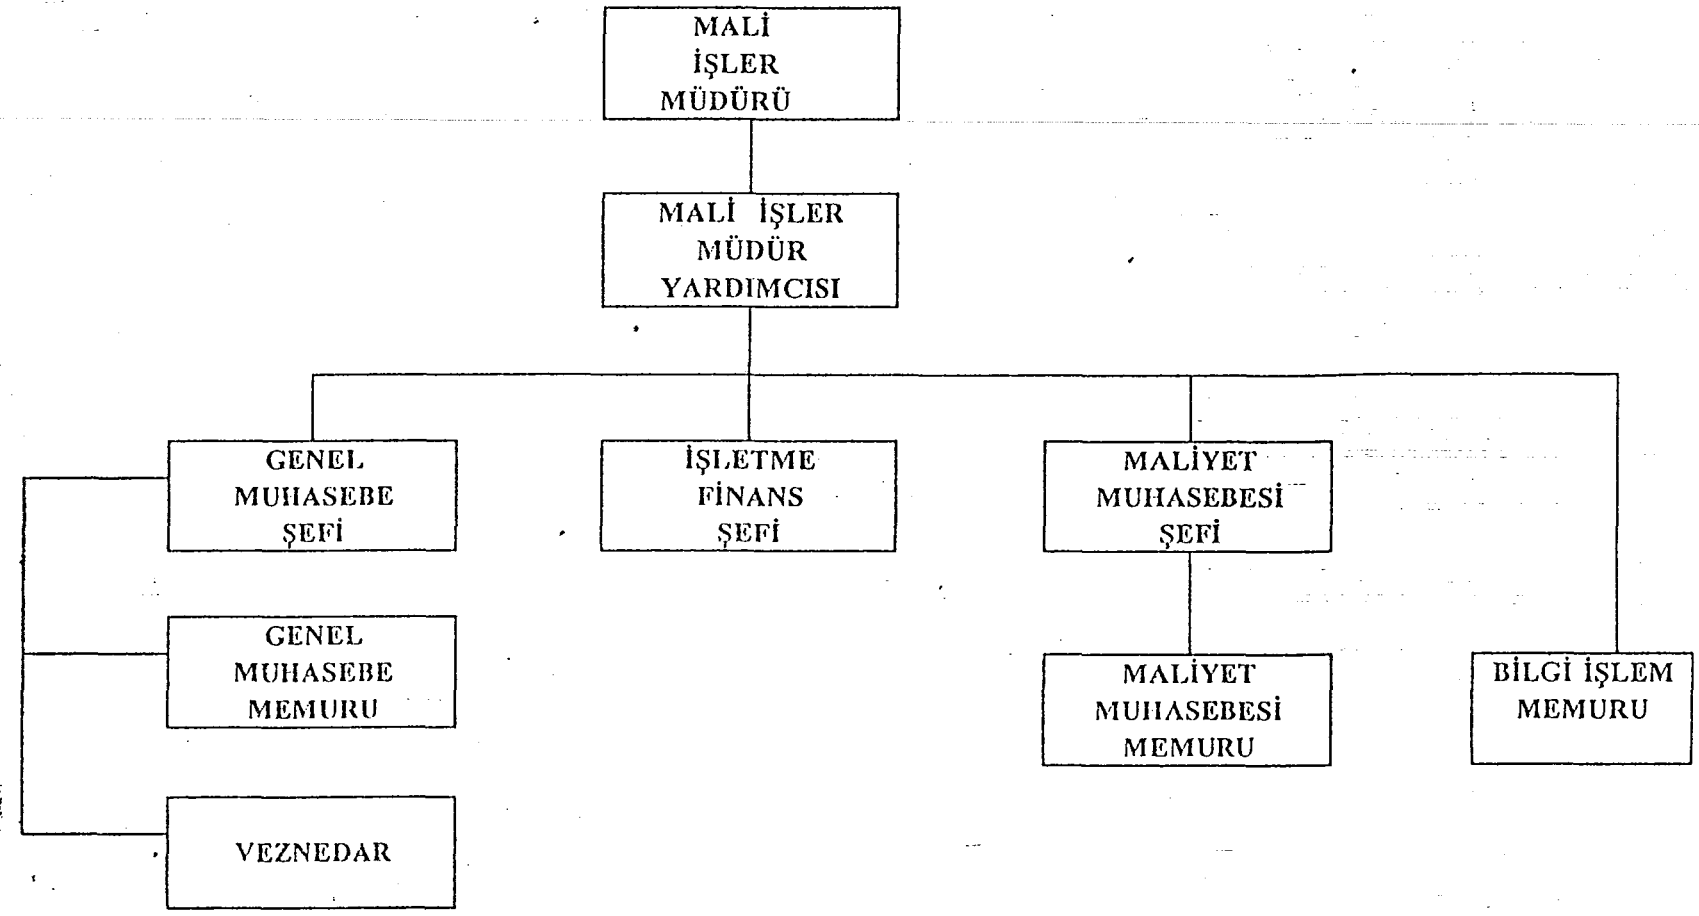 MALİ
İŞLER
MÜDÜRÜ
MALİ İŞLER
MÜDÜR
YARDIMCISI
GENEL
MUHASEBE
ŞEFİ
İŞLETME
FİNANS
ŞEFİ
MALİYET
MUHASEBESİ
ŞEFİ
GENEL
MUHASEBE
MEMURU
MALİYET
MUHASEBESİ
MEMURU
BİLGİ İŞLEM
MEMURU
VEZNEDAR